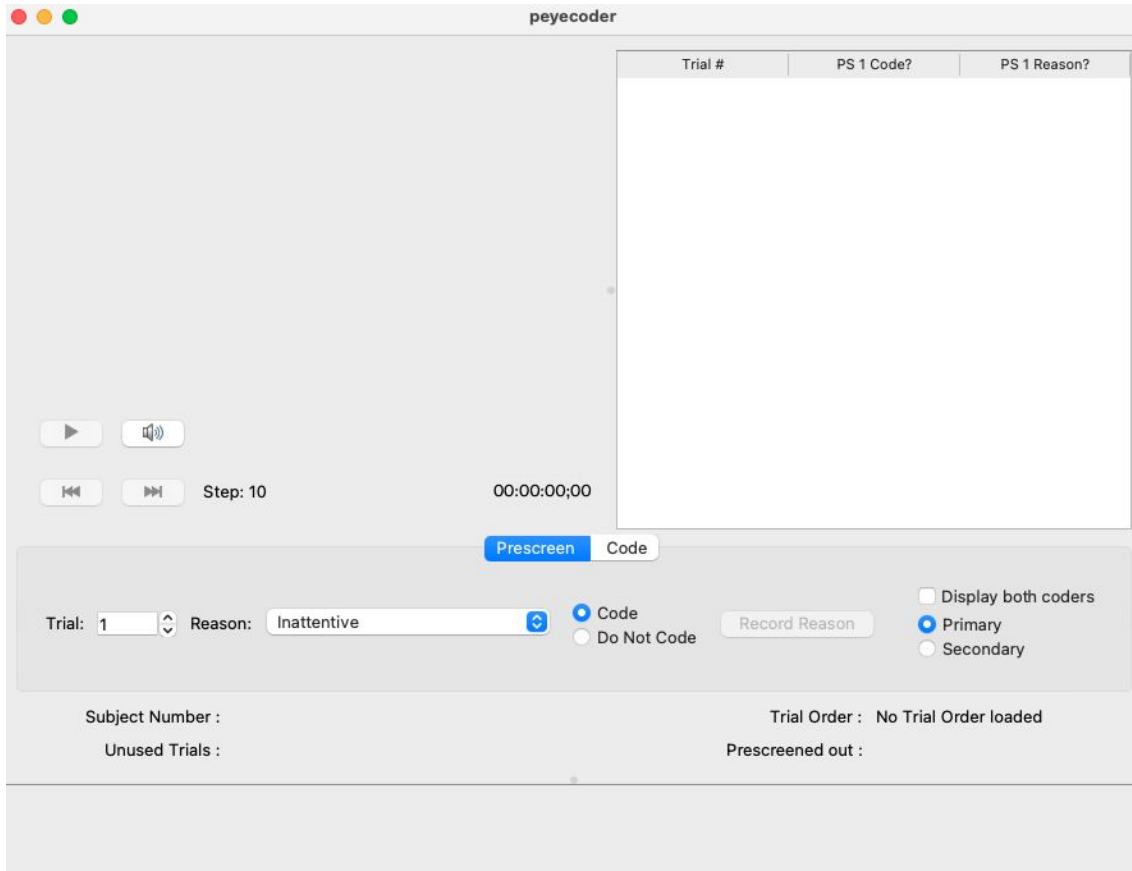 peyecoder
Trial # PS 1 Code? PS 1 Reason?
Step: 10 00:00:00;00
Prescreen Code
Trial: 1 Reason: Inattentive Code Do Not Code Record Reason Display both coders Primary Secondary
Subject Number : Trial Order : No Trial Order loaded
Unused Trials : Prescreened out :